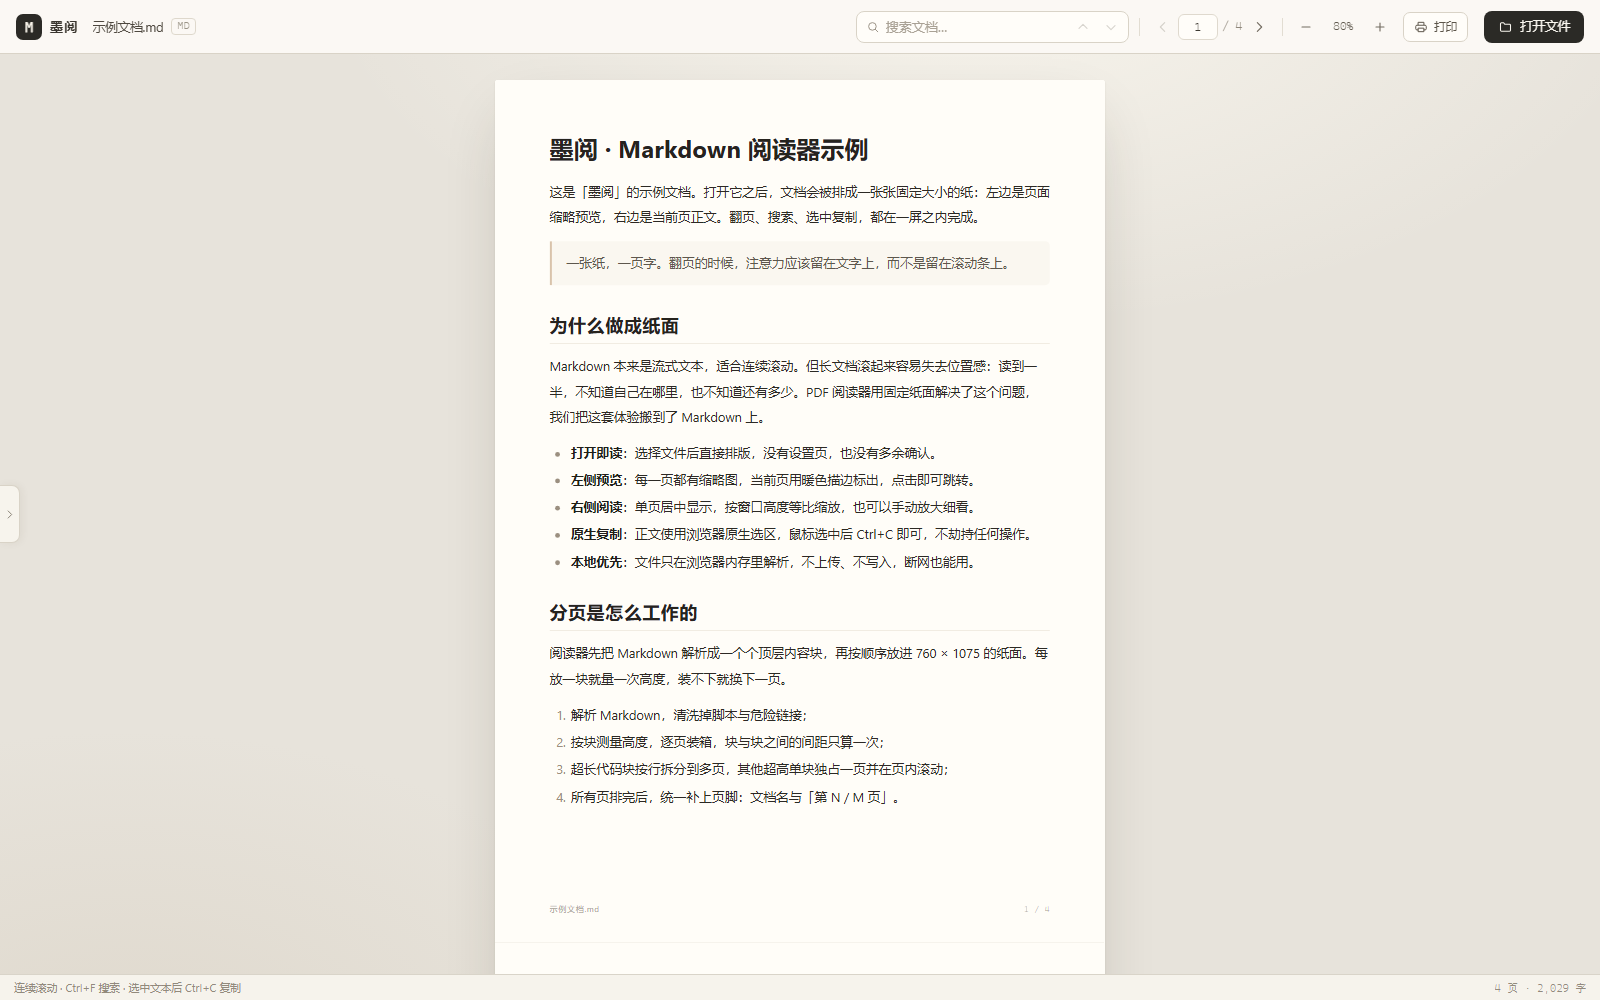 M 墨阅 示例文档.md MD 搜索文档... 1 / 4 80% 打印 打开文件
墨阅 · Markdown 阅读器示例
这是「墨阅」的示例文档。打开它之后，文档会被排成一张张固定大小的纸：左边是页面
缩略预览，右边是当前页正文。翻页、搜索、选中复制，都在一屏之内完成。
一张纸，一页字。翻页的时候，注意力应该留在文字上，而不是留在滚动条上。
为什么做成纸面
Markdown 本来是流式文本，适合连续滚动。但长文档滚起来容易失去位置感：读到一
半，不知道自己在哪里，也不知道还有多少。PDF 阅读器用固定纸面解决了这个问题，
我们把这套体验搬到了 Markdown 上。
• 打开即读：选择文件后直接排版，没有设置页，也没有多余确认。
• 左侧预览：每一页都有缩略图，当前页用暖色描边标出，点击即可跳转。
• 右侧阅读：单页居中显示，按窗口高度等比缩放，也可以手动放大细看。
• 原生复制：正文使用浏览器原生选区，鼠标选中后 Ctrl+C 即可，不劫持任何操作。
• 本地优先：文件只在浏览器内存里解析，不上传、不写入，断网也能用。
分页是怎么工作的
阅读器先把 Markdown 解析成一个个顶层内容块，再按顺序放进 760 × 1075 的纸面。每
放一块就量一次高度，装不下就换下一页。
1. 解析 Markdown，清洗掉脚本与危险链接；
2. 按块测量高度，逐页装箱，块与块之间的间距只算一次；
3. 超长代码块按行拆分到多页，其他超高单块独占一页并在页内滚动；
4. 所有页排完后，统一补上页脚：文档名与「第 N / M 页」。
示例文档.md 1 / 4
连续滚动 · Ctrl+F 搜索 · 选中文本后 Ctrl+C 复制 4 页 · 2,029 字